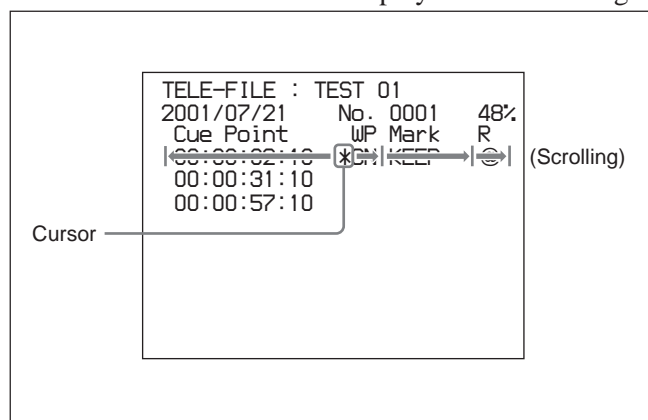 TELE-FILE : TEST 01
2001/07/21 No. 0001 48%
Cue Point WP Mark R
* KEEP
(Scrolling)
00:00:31:10
00:00:57:10
Cursor